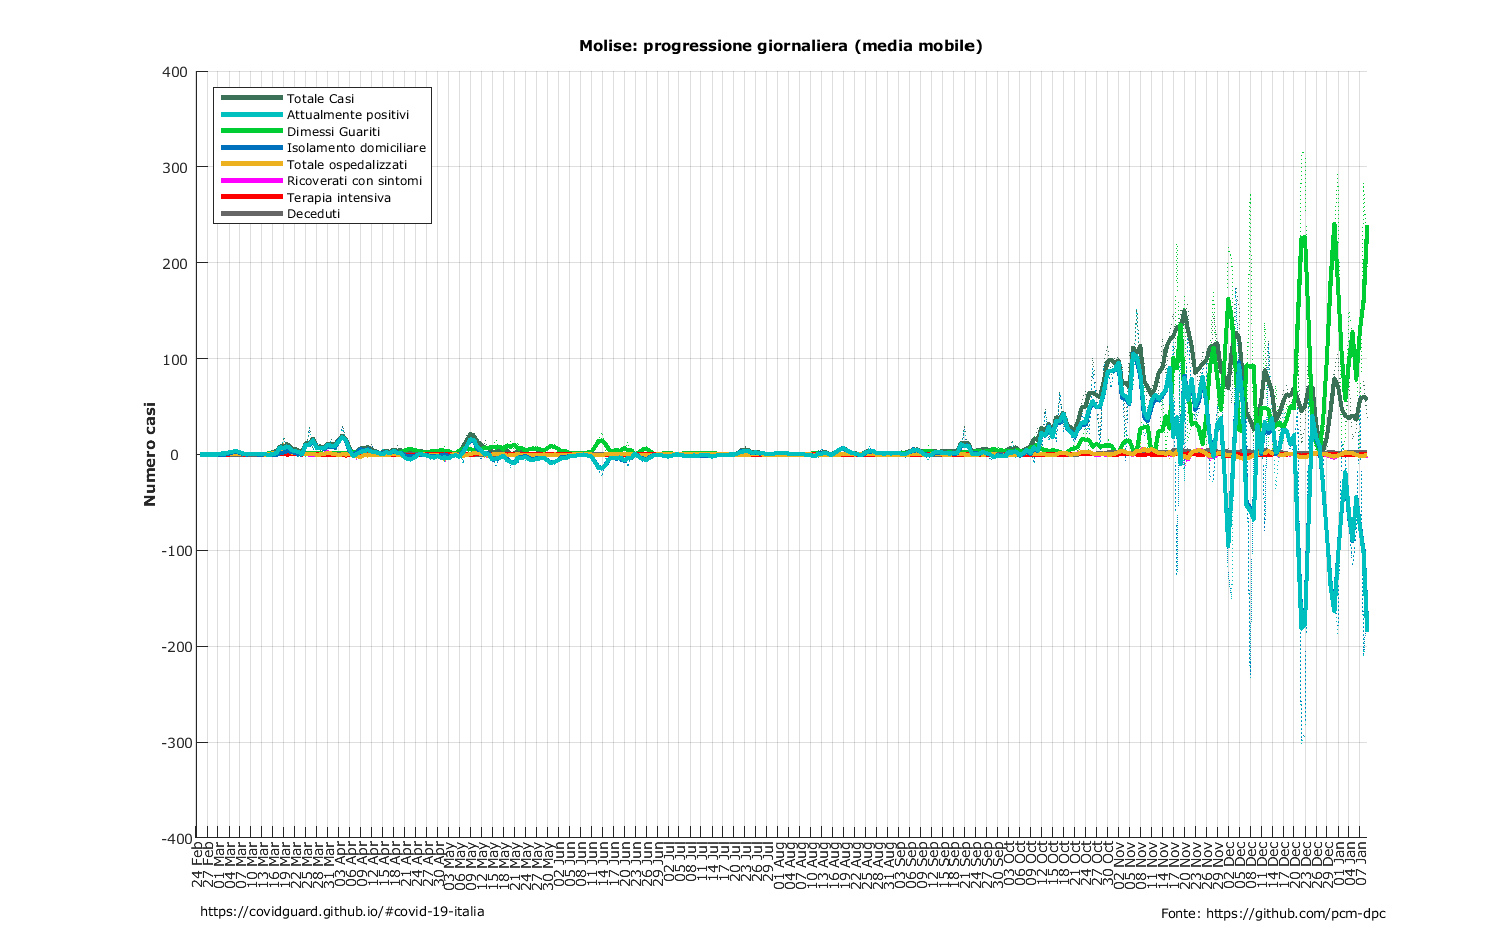 Molise: progressione giornaliera (media mobile)
400
300
200
100
0
-100
-200
-300
-400
Numero casi
Totale Casi
Attualmente positivi
Dimessi Guariti
Isolamento domiciliare
Totale ospedalizzati
Ricoverati con sintomi
Terapia intensiva
Deceduti
24 Feb
27 Feb
01 Mar
04 Mar
07 Mar
10 Mar
13 Mar
16 Mar
19 Mar
22 Mar
25 Mar
28 Mar
31 Mar
03 Apr
06 Apr
09 Apr
12 Apr
15 Apr
18 Apr
21 Apr
24 Apr
27 Apr
30 Apr
03 May
06 May
09 May
12 May
15 May
18 May
21 May
24 May
27 May
30 May
02 Jun
05 Jun
08 Jun
11 Jun
14 Jun
17 Jun
20 Jun
23 Jun
26 Jun
29 Jun
02 Jul
05 Jul
08 Jul
11 Jul
14 Jul
17 Jul
20 Jul
23 Jul
26 Jul
29 Jul
01 Aug
04 Aug
07 Aug
10 Aug
13 Aug
16 Aug
19 Aug
22 Aug
25 Aug
28 Aug
31 Aug
03 Sep
06 Sep
09 Sep
12 Sep
15 Sep
18 Sep
21 Sep
24 Sep
27 Sep
30 Sep
03 Oct
06 Oct
09 Oct
12 Oct
15 Oct
18 Oct
21 Oct
24 Oct
27 Oct
30 Oct
02 Nov
05 Nov
08 Nov
11 Nov
14 Nov
17 Nov
20 Nov
23 Nov
26 Nov
29 Nov
02 Dec
05 Dec
08 Dec
11 Dec
14 Dec
17 Dec
20 Dec
23 Dec
26 Dec
29 Dec
01 Jan
04 Jan
07 Jan
https://covidguard.github.io/#covid-19-italia
Fonte: https://github.com/pcm-dpc